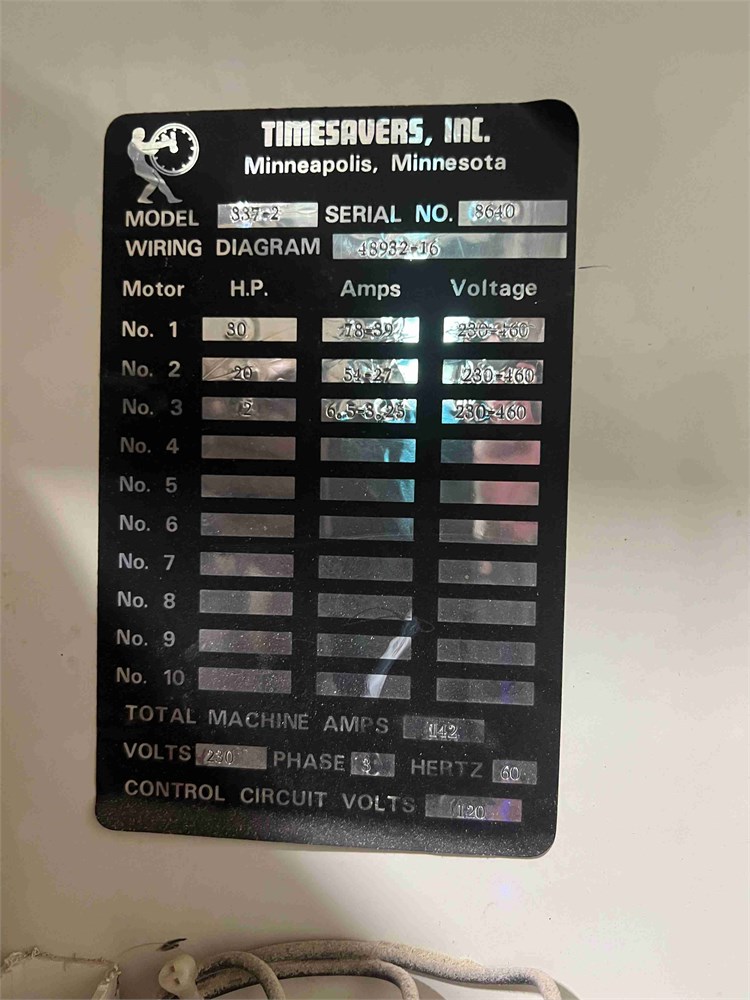 TIMESAVERS, INC.
Minneapolis, Minnesota
MODEL 337-2 SERIAL NO. 8640
WIRING DIAGRAM 48932-16
Motor H.P. Amps Voltage
No. 1 30 78-39 230-460
No. 2 20 54-27 230-460
No. 3 2 6.5-3.25 230-460
No. 4
No. 5
No. 6
No. 7
No. 8
No. 9
No. 10
TOTAL MACHINE AMPS 142
VOLTS 230 PHASE 3 HERTZ 60
CONTROL CIRCUIT VOLTS 120